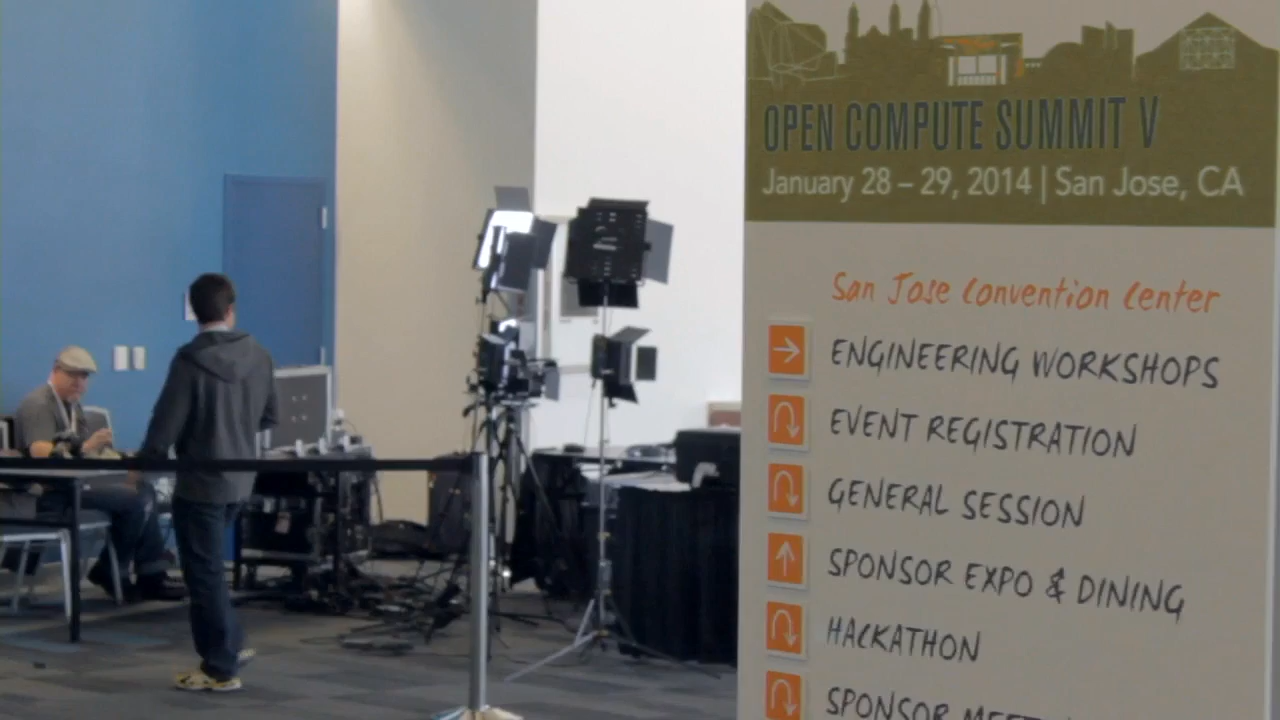 OPEN COMPUTE SUMMIT V
January 28 – 29, 2014 | San Jose, CA
San Jose Convention Center
ENGINEERING WORKSHOPS
EVENT REGISTRATION
GENERAL SESSION
SPONSOR EXPO & DINING
HACKATHON
SPONSOR